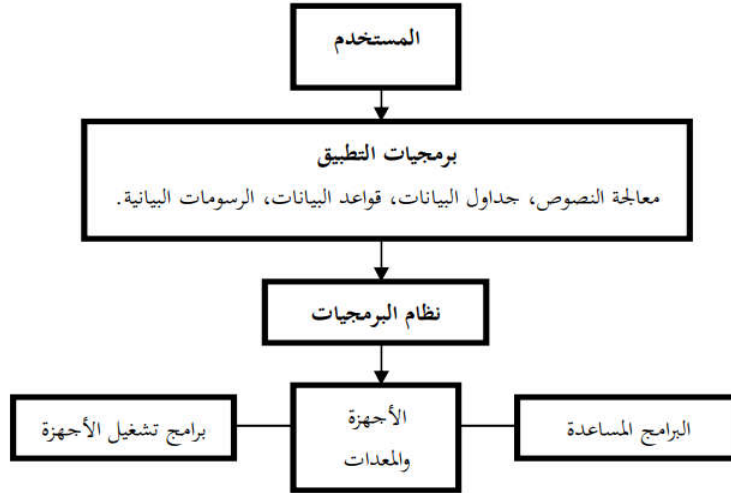 المستخدم
برمجيات التطبيق
معالجة النصوص، جداول البيانات، قواعد البيانات، الرسومات البيانية.
نظام البرمجيات
الأجهزة
والمعدات
البرامج المساعدة
برامج تشغيل الأجهزة